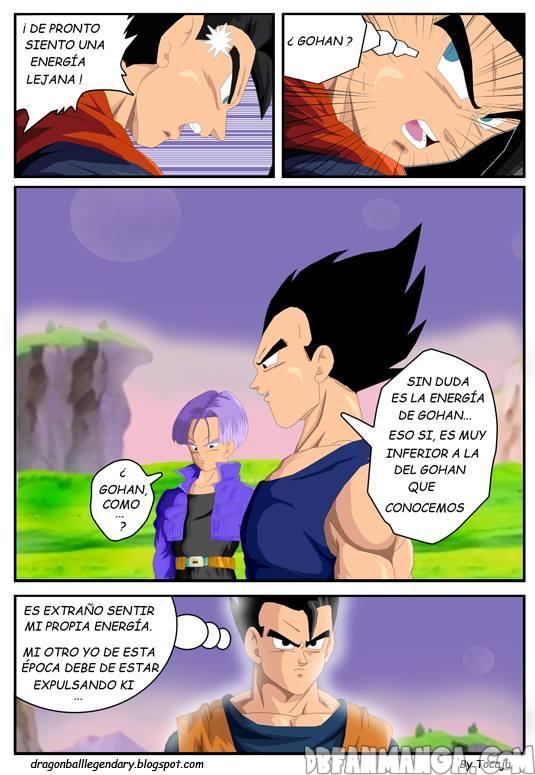 ¡ DE PRONTO
SIENTO UNA
ENERGÍA
LEJANA !
¿ GOHAN ?
SIN DUDA
ES LA ENERGÍA
DE GOHAN...
ESO SI, ES MUY
INFERIOR A LA
DEL GOHAN
QUE
CONOCEMOS
¿
GOHAN,
COMO
...
?
ES EXTRAÑO SENTIR
MI PROPIA ENERGÍA.
MI OTRO YO DE ESTA
ÉPOCA DEBE DE ESTAR
EXPULSANDO KI
...
dragonballlegendary.blogspot.com
By Tocaju
DBFANMANGA.COM